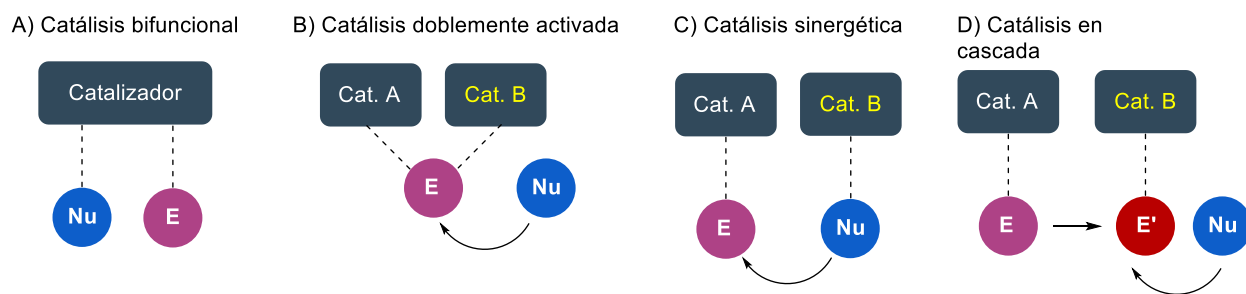 A) Catálisis bifuncional
Catalizador
Nu
E
B) Catálisis doblemente activada
Cat. A
Cat. B
E
Nu
C) Catálisis sinergética
Cat. A
Cat. B
E
Nu
D) Catálisis en
cascada
Cat. A
Cat. B
E
E'
Nu